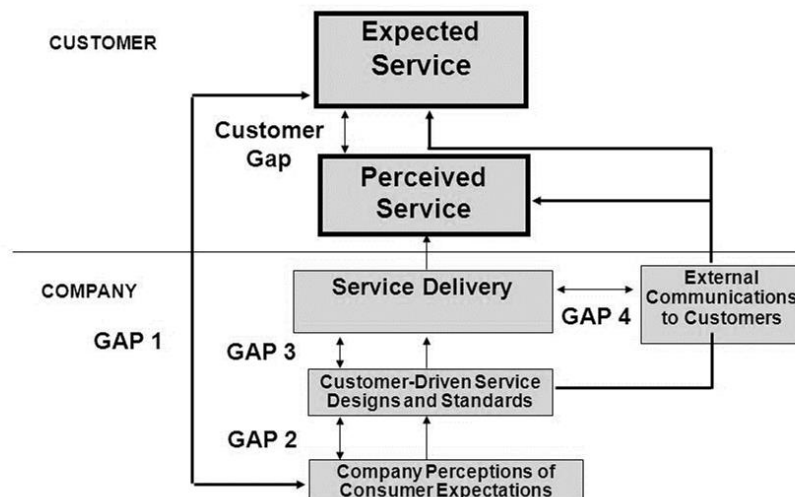 CUSTOMER
Expected
Service
Customer
Gap
Perceived
Service
COMPANY
Service Delivery
External
Communications
to Customers
GAP 4
GAP 1
GAP 3
Customer-Driven Service
Designs and Standards
GAP 2
Company Perceptions of
Consumer Expectations